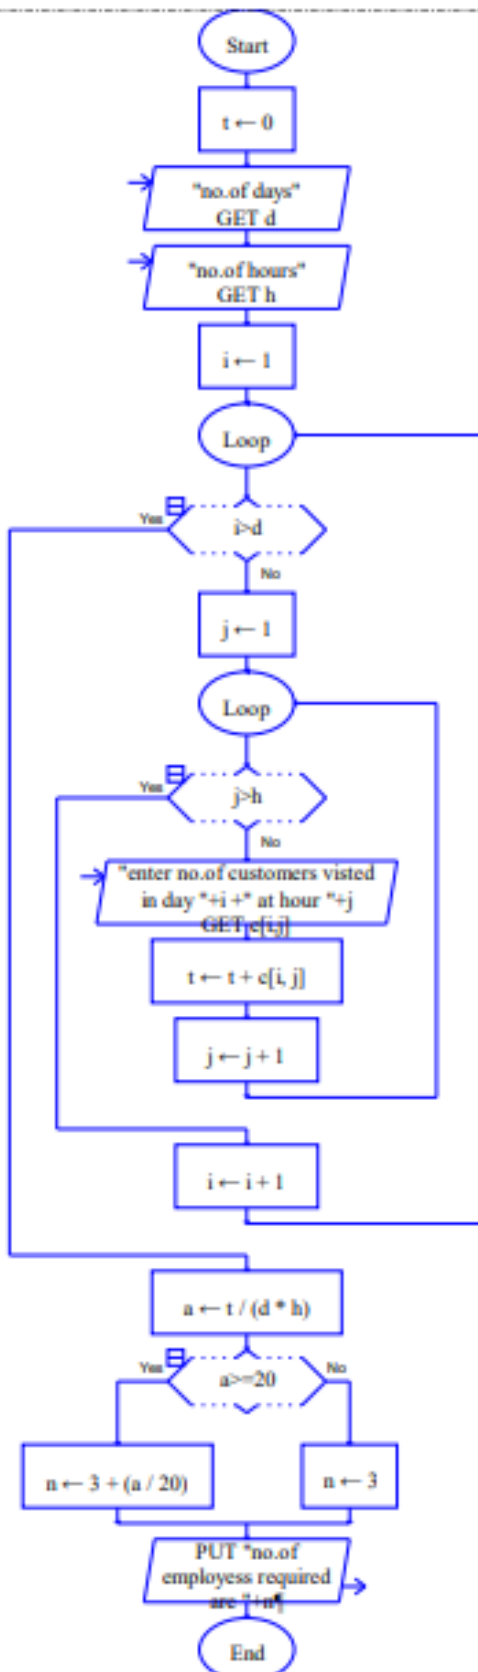 Start
t ← 0
"no.of days"
GET d
"no.of hours"
GET h
i ← 1
Loop
i>d
Yes
No
j ← 1
Loop
j>h
Yes
No
"enter no.of customers visted
in day "+i +" at hour "+j
GET c[i,j]
t ← t + c[i, j]
j ← j + 1
i ← i + 1
a ← t / (d * h)
Yes
a>=20
No
n ← 3 + (a / 20)
n ← 3
PUT "no.of
employess required
are "+n¶
End